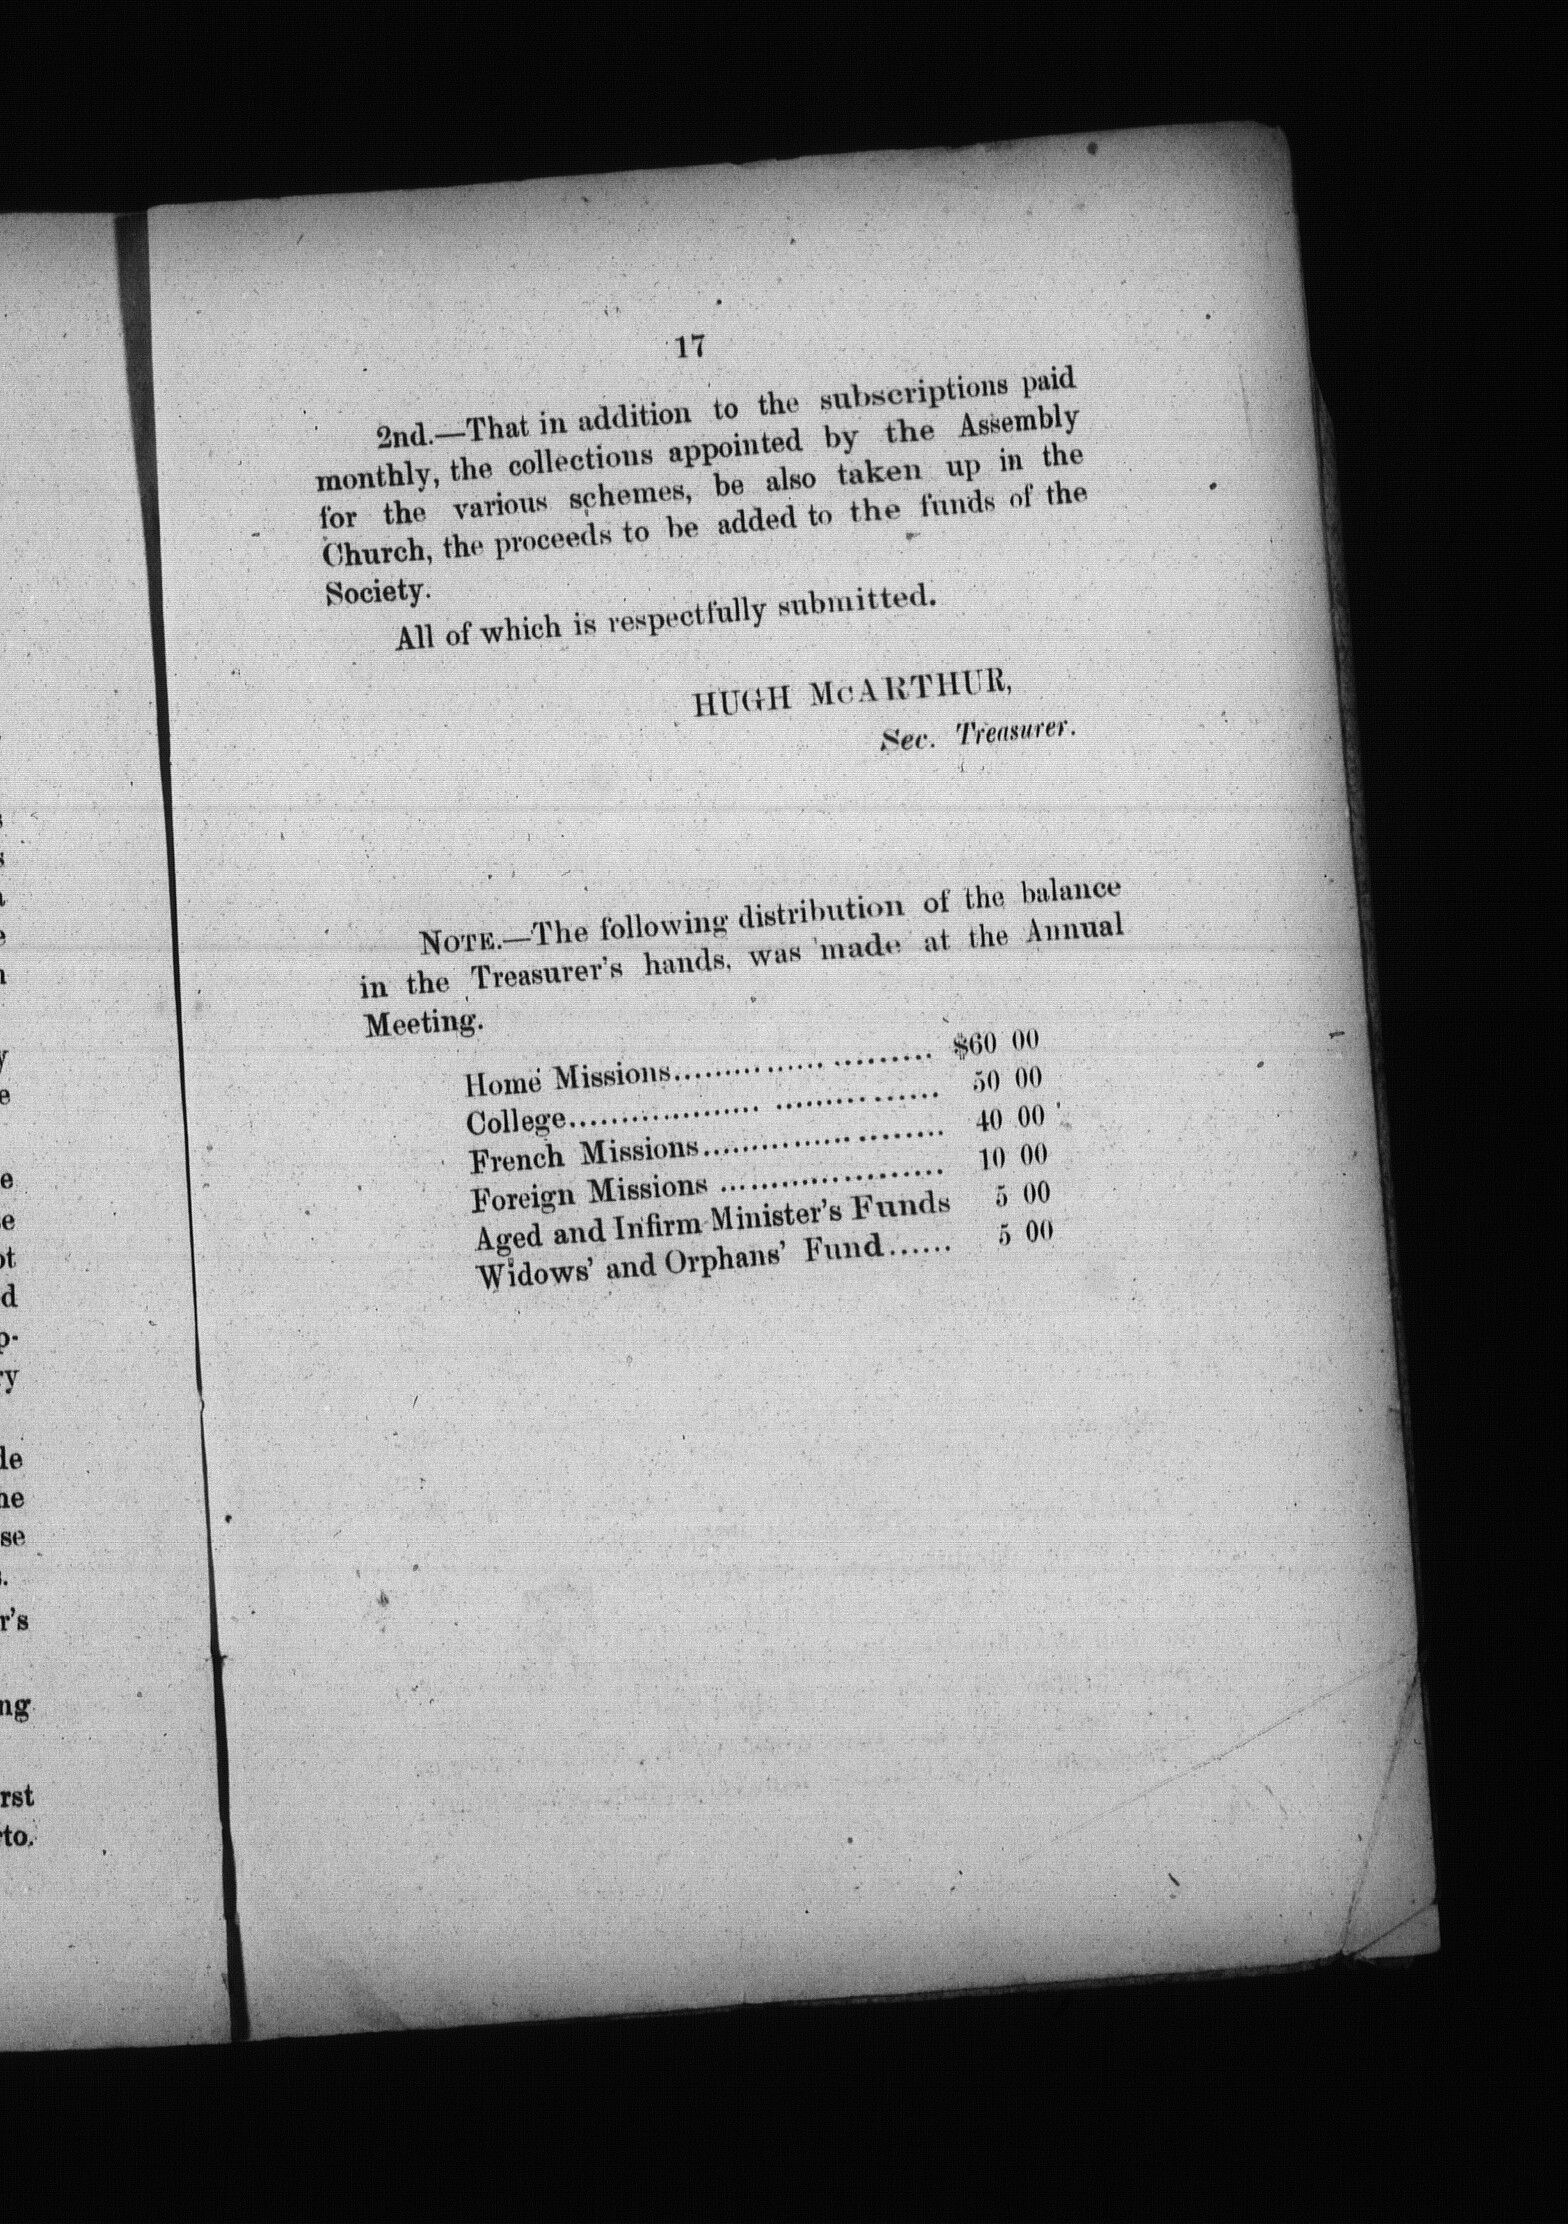 17
2nd.—That in addition to the subscriptions paid
monthly, the collections appointed by the Assembly
for the various schemes, be also taken up in the
Church, the proceeds to be added to the funds of the
Society.
All of which is respectfully submitted.
HUGH McARTHUR,
Sec. Treasurer.
NOTE.—The following distribution of the balance
in the Treasurer's hands, was made at the Annual
Meeting.
Home Missions........................ $60 00
College.................................. 50 00
French Missions........................ 40 00
Foreign Missions ...................... 10 00
Aged and Infirm Minister's Funds 5 00
Widows' and Orphans' Fund...... 5 00